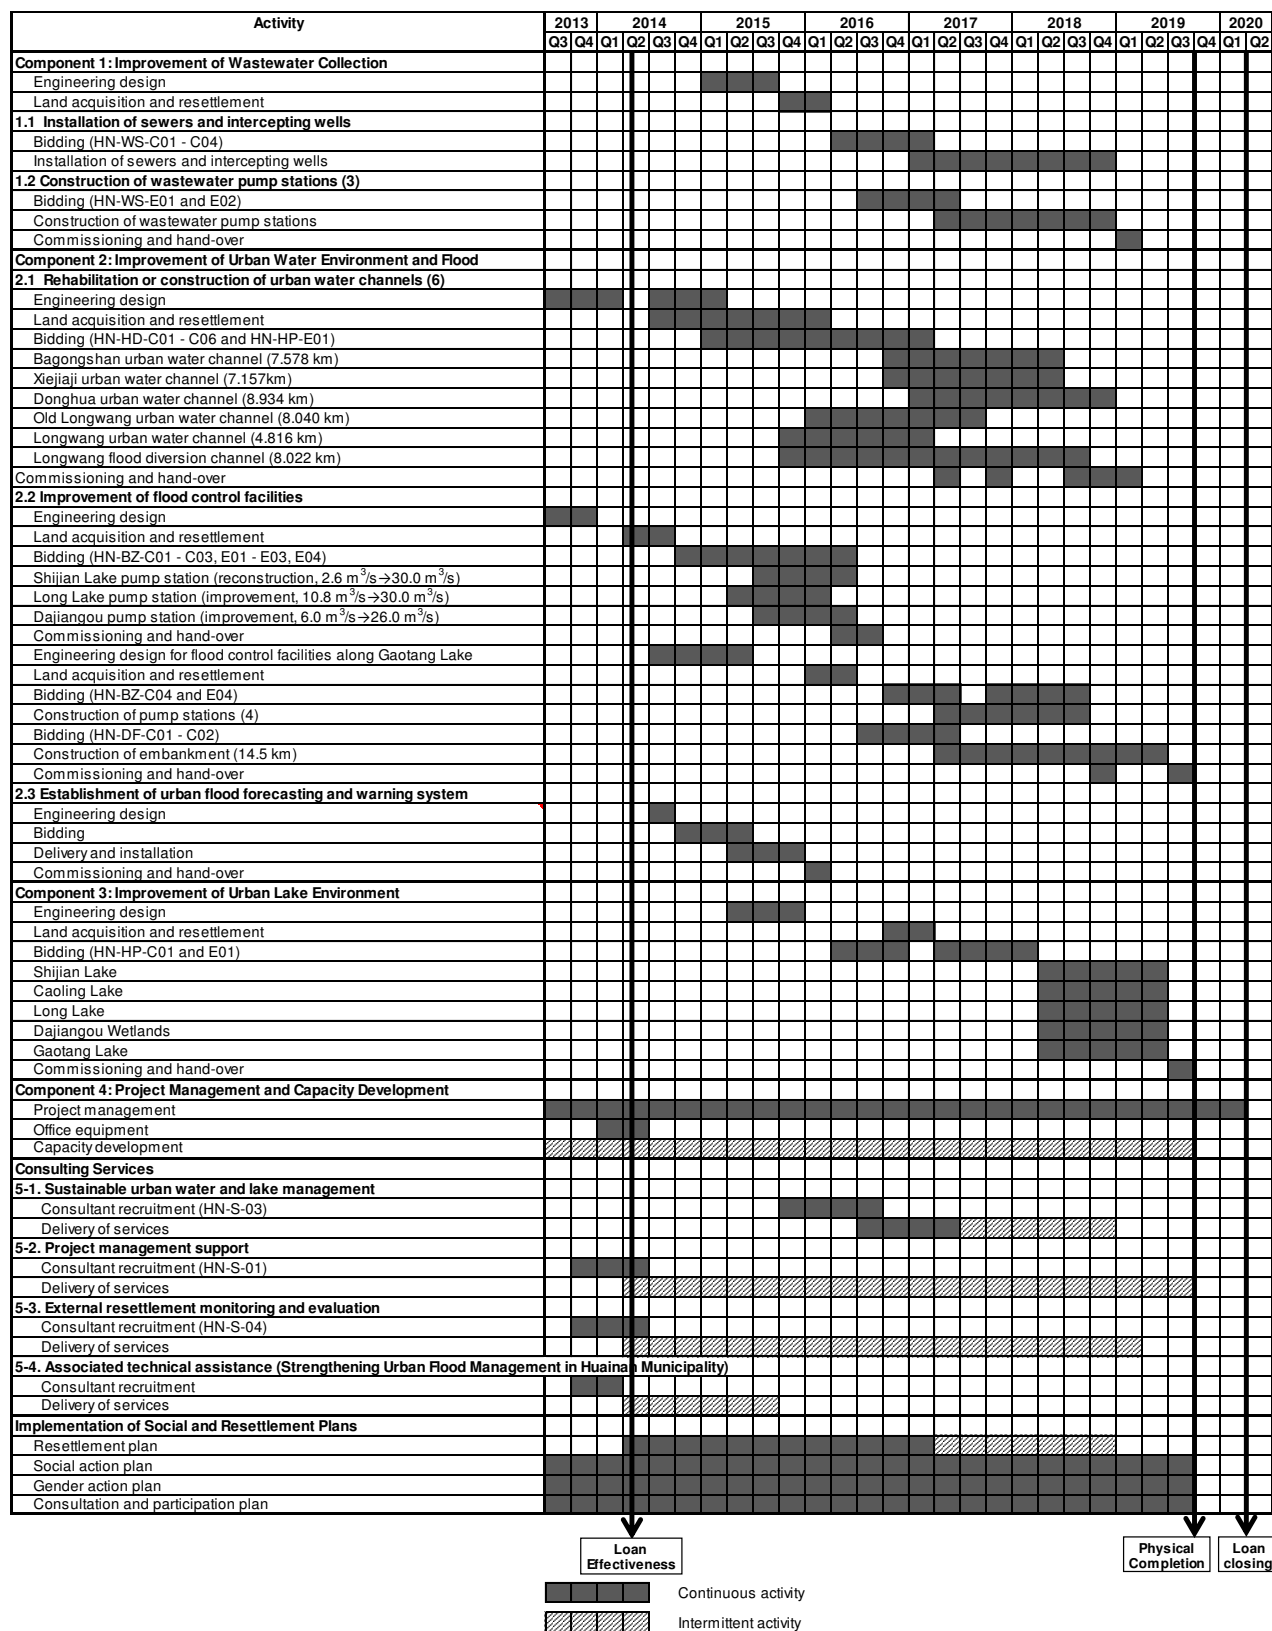 Activity 2013 2014 2015 2016 2017 2018 2019 2020
Q3 Q4 Q1 Q2 Q3 Q4 Q1 Q2 Q3 Q4 Q1 Q2 Q3 Q4 Q1 Q2 Q3 Q4 Q1 Q2 Q3 Q4 Q1 Q2 Q3 Q4 Q1 Q2
Component 1: Improvement of Wastewater Collection
Engineering design
Land acquisition and resettlement
1.1 Installation of sewers and intercepting wells
Bidding (HN-WS-C01 - C04)
Installation of sewers and intercepting wells
1.2 Construction of wastewater pump stations (3)
Bidding (HN-WS-E01 and E02)
Construction of wastewater pump stations
Commissioning and hand-over
Component 2: Improvement of Urban Water Environment and Flood
2.1 Rehabilitation or construction of urban water channels (6)
Engineering design
Land acquisition and resettlement
Bidding (HN-HD-C01 - C06 and HN-HP-E01)
Bagongshan urban water channel (7.578 km)
Xiejiaji urban water channel (7.157km)
Donghua urban water channel (8.934 km)
Old Longwang urban water channel (8.040 km)
Longwang urban water channel (4.816 km)
Longwang flood diversion channel (8.022 km)
Commissioning and hand-over
2.2 Improvement of flood control facilities
Engineering design
Land acquisition and resettlement
Bidding (HN-BZ-C01 - C03, E01 - E03, E04)
Shijian Lake pump station (reconstruction, 2.6 m³/s→30.0 m³/s)
Long Lake pump station (improvement, 10.8 m³/s→30.0 m³/s)
Dajiangou pump station (improvement, 6.0 m³/s→26.0 m³/s)
Commissioning and hand-over
Engineering design for flood control facilities along Gaotang Lake
Land acquisition and resettlement
Bidding (HN-BZ-C04 and E04)
Construction of pump stations (4)
Bidding (HN-DF-C01 - C02)
Construction of embankment (14.5 km)
Commissioning and hand-over
2.3 Establishment of urban flood forecasting and warning system
Engineering design
Bidding
Delivery and installation
Commissioning and hand-over
Component 3: Improvement of Urban Lake Environment
Engineering design
Land acquisition and resettlement
Bidding (HN-HP-C01 and E01)
Shijian Lake
Caoling Lake
Long Lake
Dajiangou Wetlands
Gaotang Lake
Commissioning and hand-over
Component 4: Project Management and Capacity Development
Project management
Office equipment
Capacity development
Consulting Services
5-1. Sustainable urban water and lake management
Consultant recruitment (HN-S-03)
Delivery of services
5-2. Project management support
Consultant recruitment (HN-S-01)
Delivery of services
5-3. External resettlement monitoring and evaluation
Consultant recruitment (HN-S-04)
Delivery of services
5-4. Associated technical assistance (Strengthening Urban Flood Management in Huainan Municipality)
Consultant recruitment
Delivery of services
Implementation of Social and Resettlement Plans
Resettlement plan
Social action plan
Gender action plan
Consultation and participation plan
Loan Effectiveness
Physical Completion
Loan closing
Continuous activity
Intermittent activity